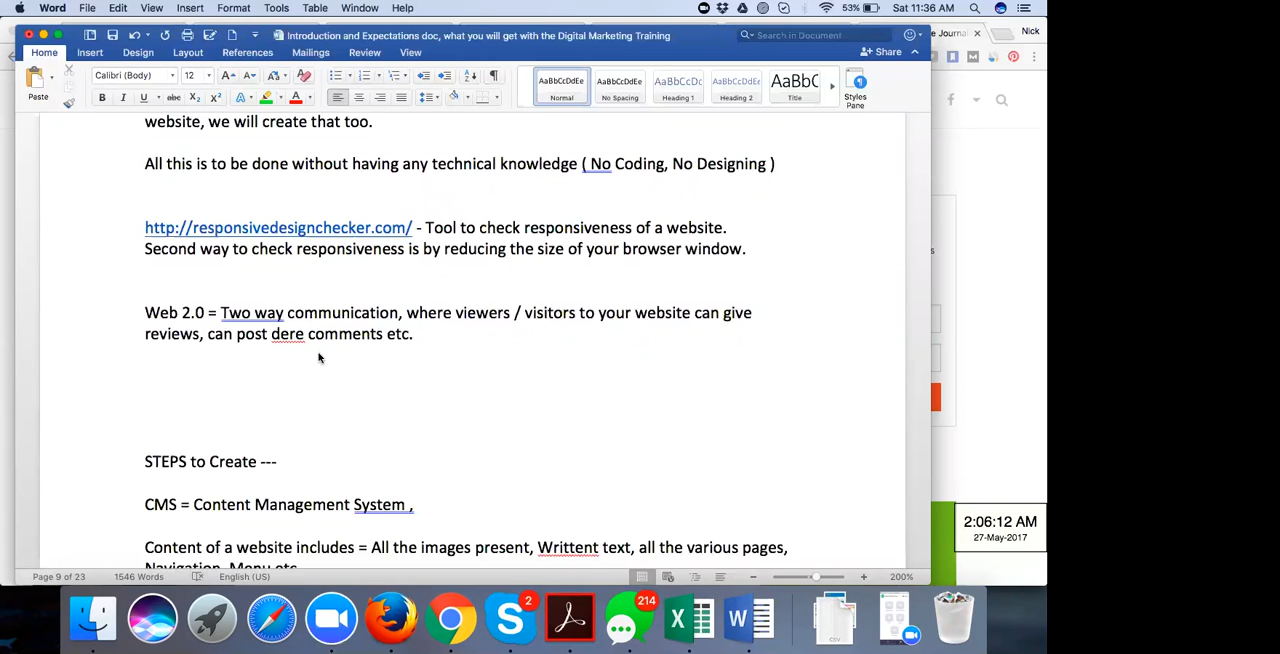 Word File Edit View Insert Format Tools Table Window Help 53% Sat 11:36 AM
Introduction and Expectations doc, what you will get with the Digital Marketing Training Search in Document Journal Nick
Home Insert Design Layout References Mailings Review View Share
Paste Calibri (Body) 12 AaBbCcDdEe Normal AaBbCcDdEe No Spacing AaBbCcDc Heading 1 AaBbCcDdEe Heading 2 AaBbC Title Styles Pane
website, we will create that too.
All this is to be done without having any technical knowledge ( No Coding, No Designing )
http://responsivedesignchecker.com/ - Tool to check responsiveness of a website.
Second way to check responsiveness is by reducing the size of your browser window.
Web 2.0 = Two way communication, where viewers / visitors to your website can give
reviews, can post dere comments etc.
STEPS to Create ---
CMS = Content Management System ,
Content of a website includes = All the images present, Writtent text, all the various pages,
Navigation, Menu etc
2:06:12 AM
27-May-2017
Page 9 of 23 1546 Words English (US) 200%
2 214
CSV